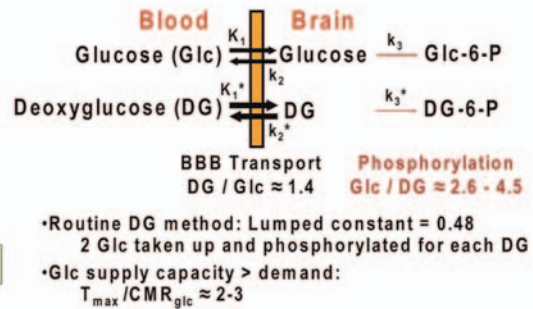 Blood Brain
Glucose (Glc) K₁ k₂ Glucose k₃ Glc-6-P
Deoxyglucose (DG) K₁* k₂* DG k₃* DG-6-P
BBB Transport Phosphorylation
DG / Glc ≈ 1.4 Glc / DG ≈ 2.6 - 4.5
•Routine DG method: Lumped constant = 0.48
2 Glc taken up and phosphorylated for each DG
•Glc supply capacity > demand:
Tmax /CMRglc ≈ 2-3